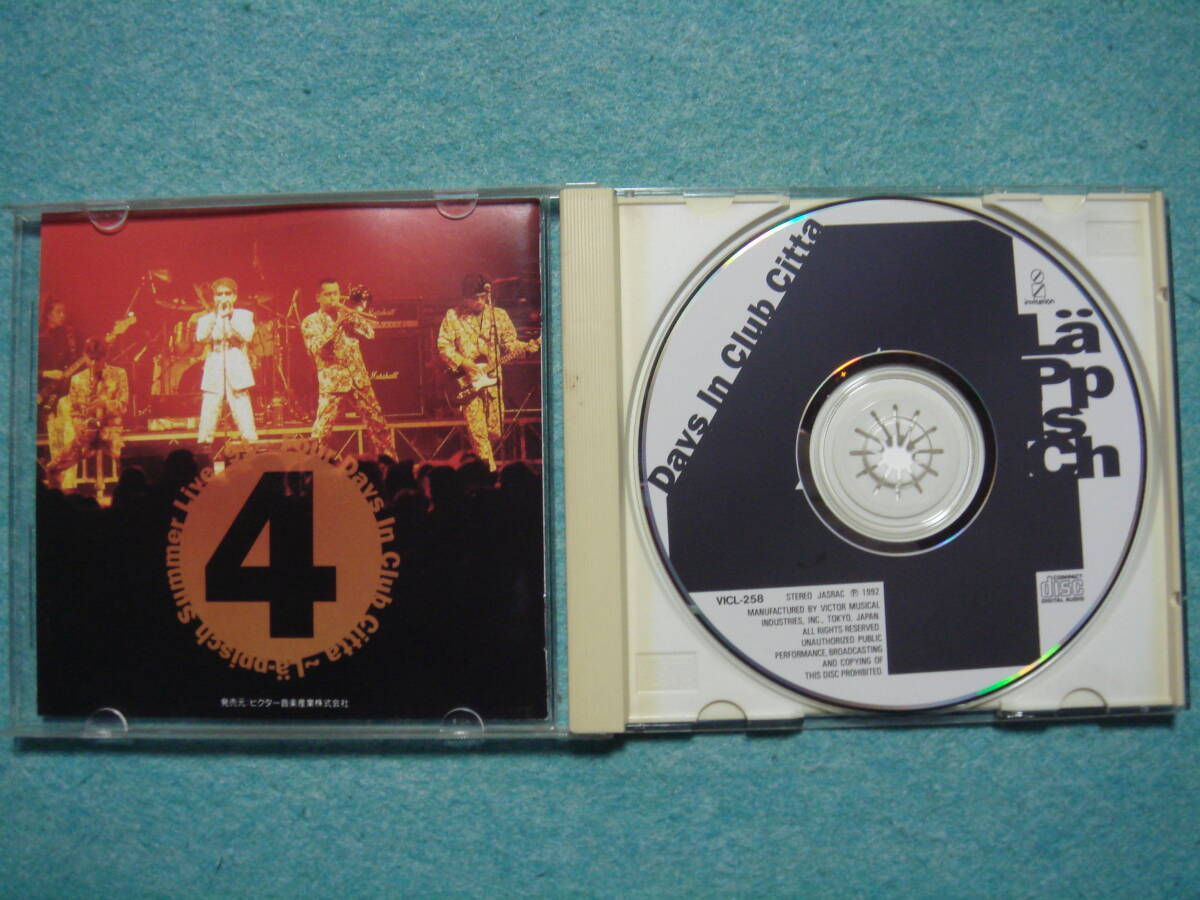 Marshall
Marshall
4
Days In Club Citta ~ Lä-ppisch Summer Live
発売元:ビクター音楽産業株式会社
Days In Club Citta
4
invitation
Lä
PP
iS
Ch
VICL-258 STEREO JASRAC Ⓟ 1992
MANUFACTURED BY VICTOR MUSICAL
INDUSTRIES, INC., TOKYO, JAPAN.
ALL RIGHTS RESERVED
UNAUTHORIZED PUBLIC
PERFORMANCE, BROADCASTING
AND COPYING OF
THIS DISC PROHIBITED
COMPACT
disc
DIGITAL AUDIO